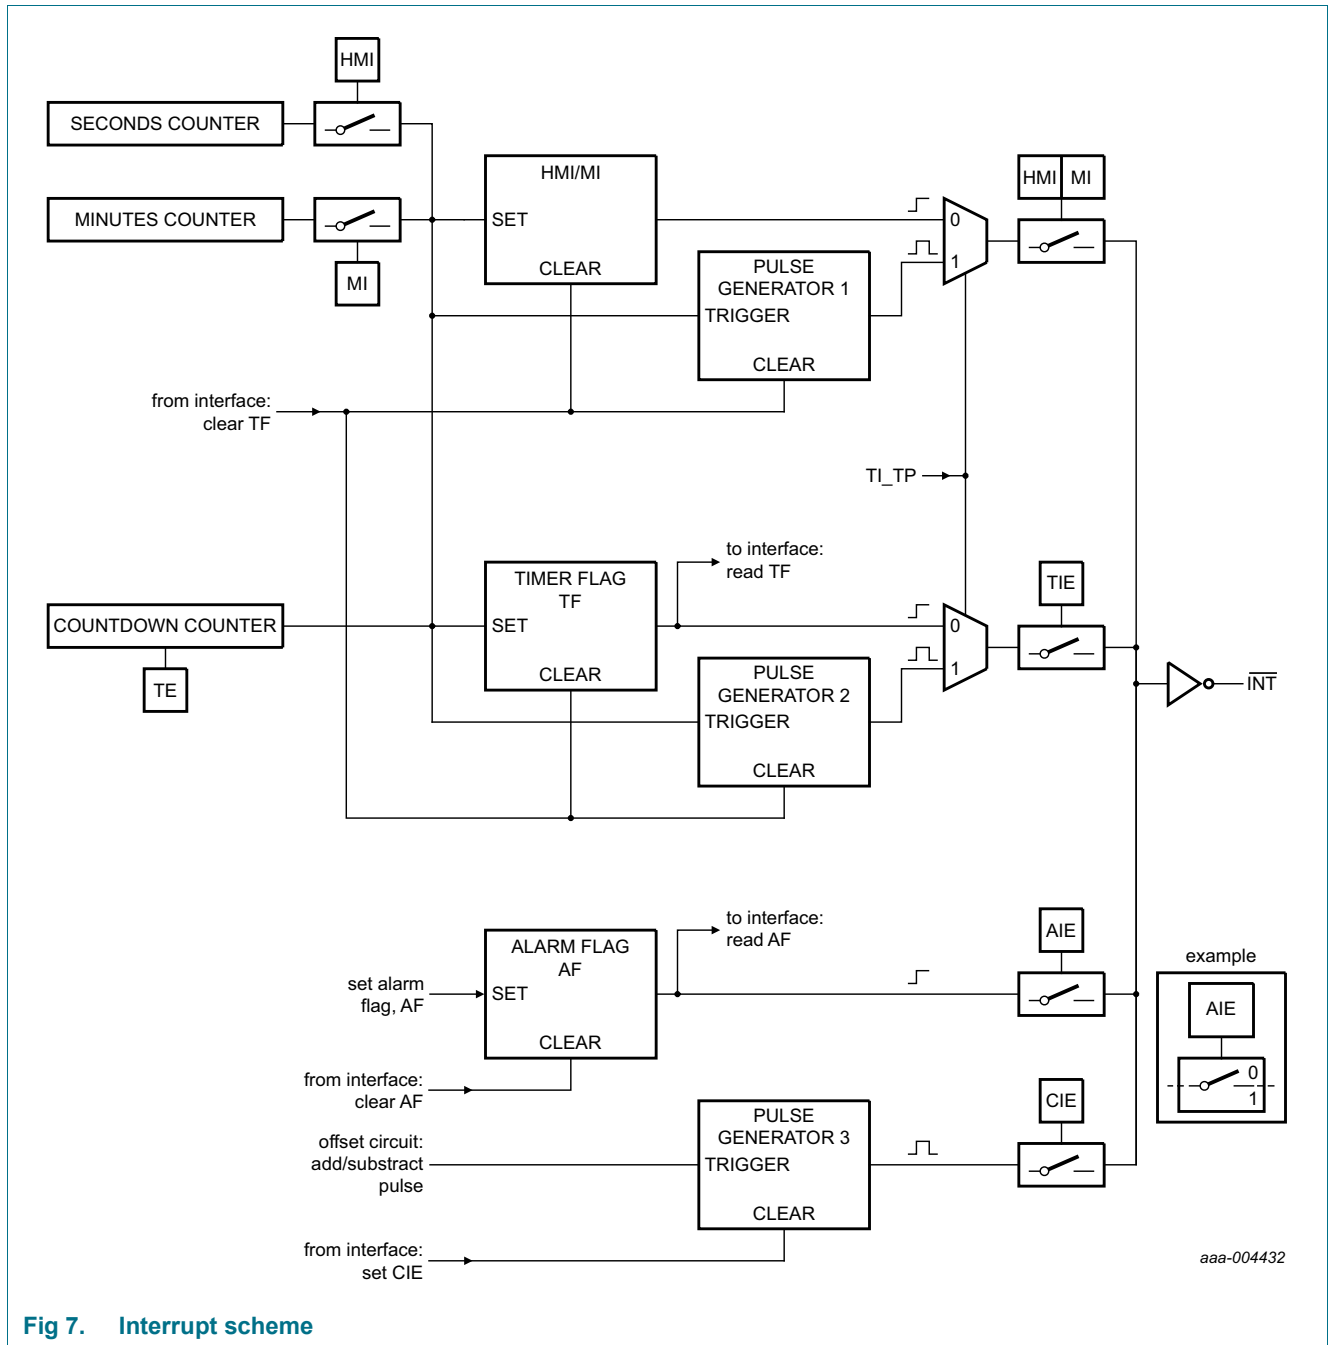 HMI
SECONDS COUNTER
MINUTES COUNTER
MI
HMI/MI
SET
CLEAR
PULSE
GENERATOR 1
TRIGGER
CLEAR
0
1
HMI MI
from interface:
clear TF
TI_TP
to interface:
read TF
TIMER FLAG
TF
SET
CLEAR
COUNTDOWN COUNTER
TE
PULSE
GENERATOR 2
TRIGGER
CLEAR
0
1
TIE
INT
to interface:
read AF
ALARM FLAG
AF
SET
CLEAR
set alarm
flag, AF
from interface:
clear AF
AIE
example
AIE
0
1
offset circuit:
add/substract
pulse
PULSE
GENERATOR 3
TRIGGER
CLEAR
CIE
from interface:
set CIE
aaa-004432
Fig 7. Interrupt scheme